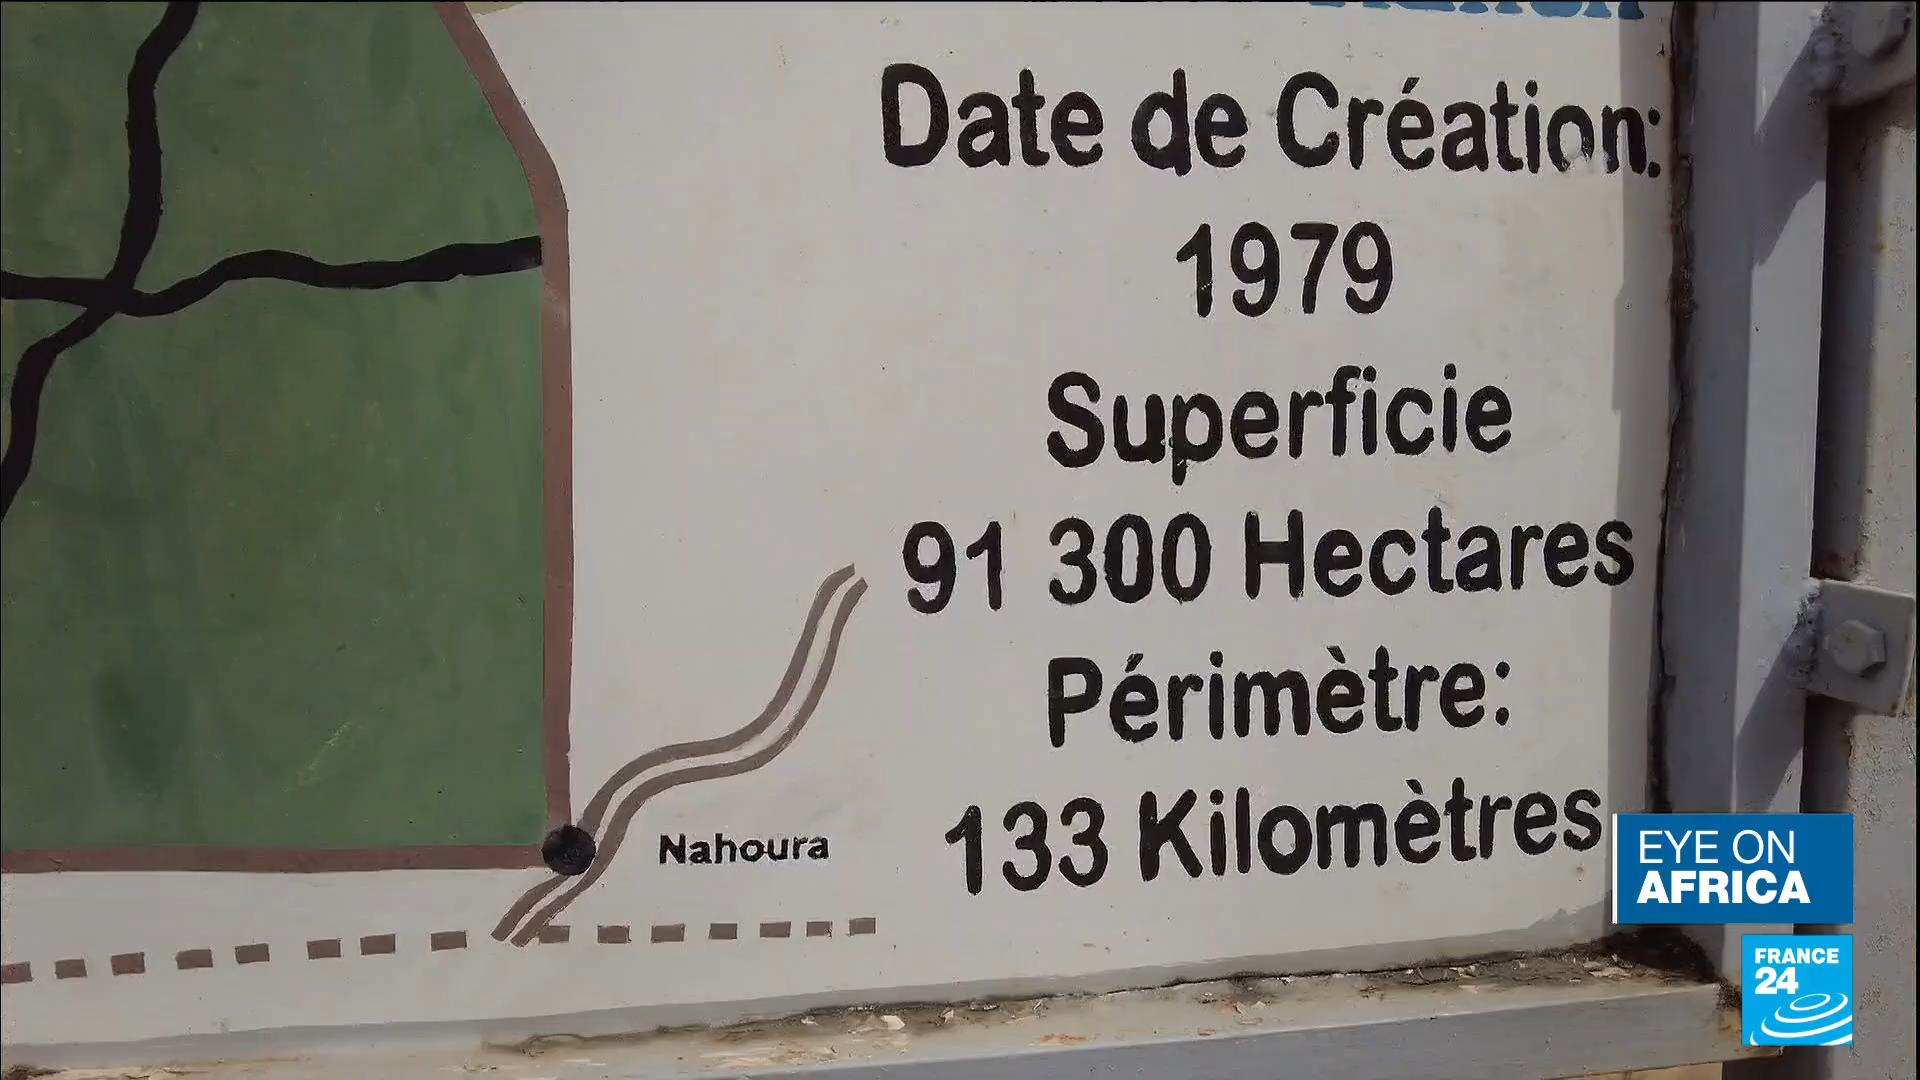 Date de Création:
1979
Superficie
91 300 Hectares
Périmètre:
133 Kilomètres
Nahoura
EYE ON
AFRICA
FRANCE
24